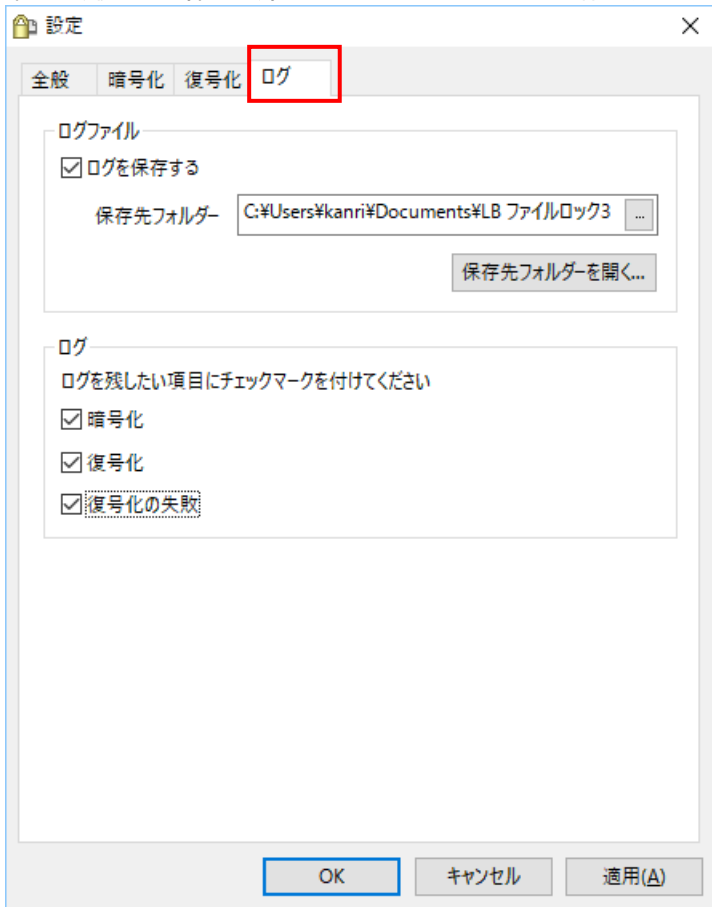 設定
全般 暗号化 復号化 ログ
ログファイル
ログを保存する
保存先フォルダー C:¥Users¥kanri¥Documents¥LB ファイルロック3 ...
保存先フォルダーを開く...
ログ
ログを残したい項目にチェックマークを付けてください
暗号化
復号化
復号化の失敗
OK キャンセル 適用(A)